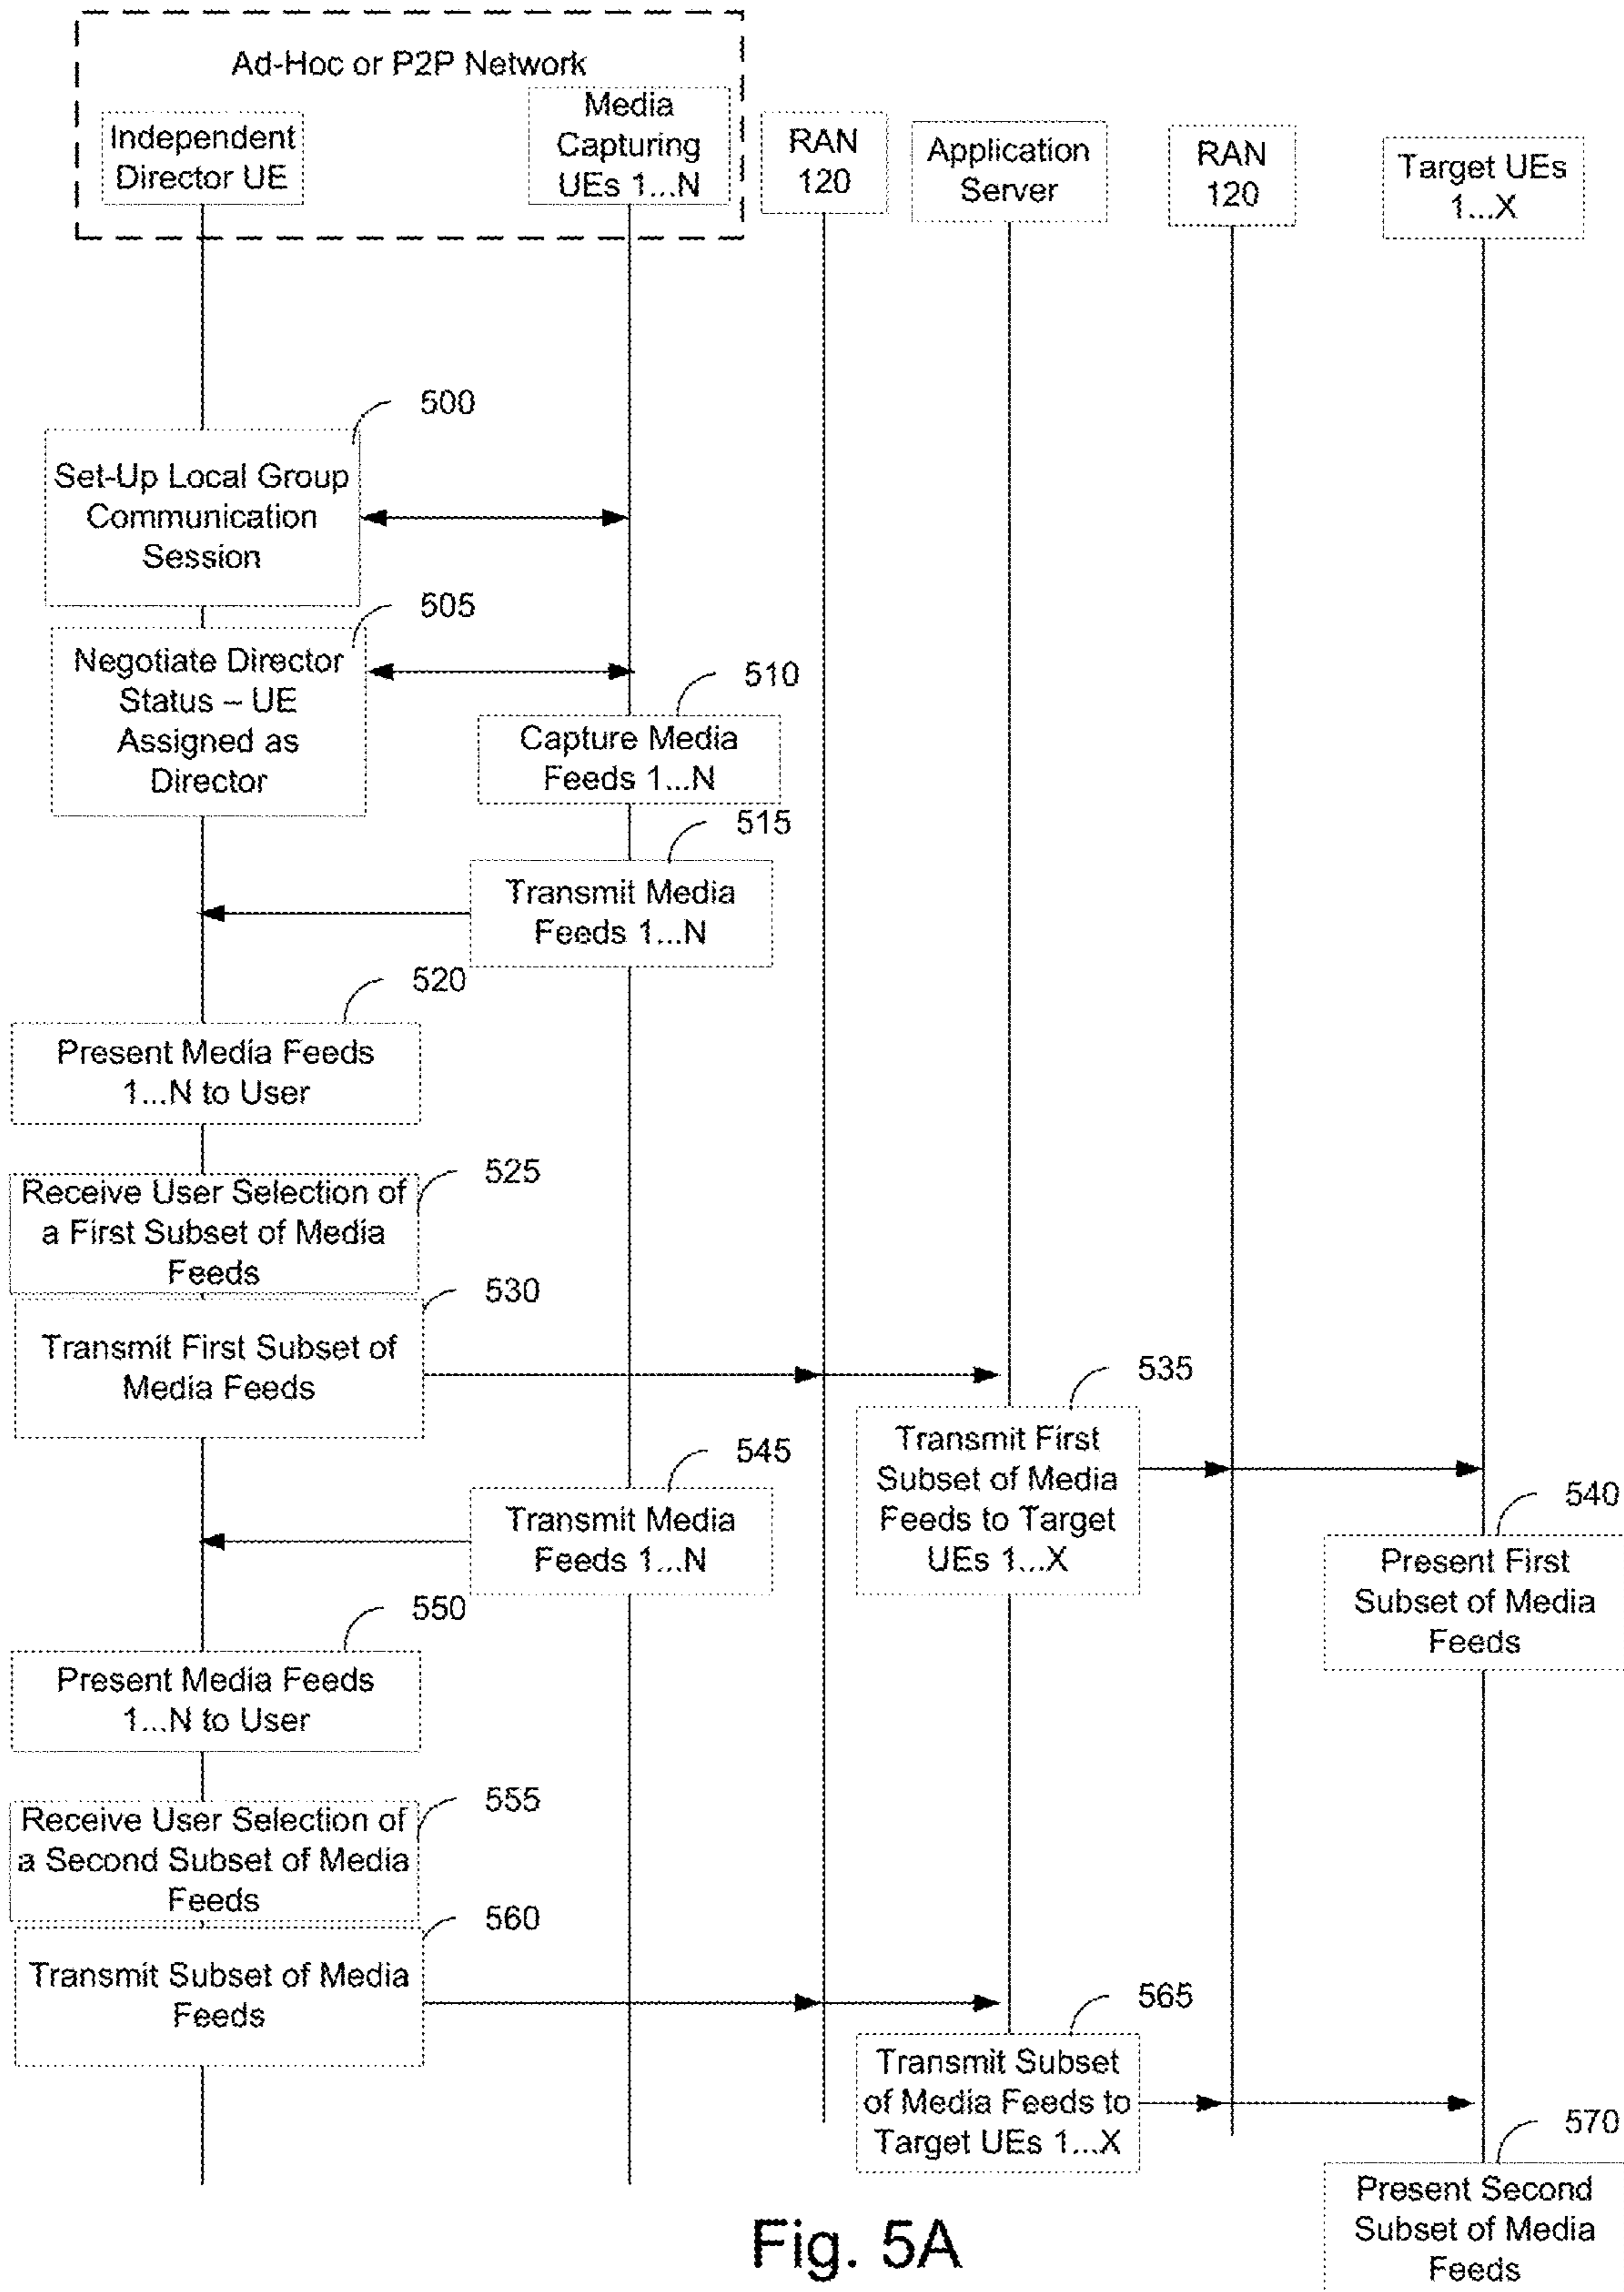 Ad-Hoc or P2P Network
Independent
Director UE
Media
Capturing
UEs 1...N
RAN
120
Application
Server
RAN
120
Target UEs
1...X
500
Set-Up Local Group
Communication
Session
505
Negotiate Director
Status – UE
Assigned as
Director
510
Capture Media
Feeds 1...N
515
Transmit Media
Feeds 1...N
520
Present Media Feeds
1...N to User
525
Receive User Selection of
a First Subset of Media
Feeds
530
Transmit First Subset of
Media Feeds
535
Transmit First
Subset of Media
Feeds to Target
UEs 1...X
540
Present First
Subset of Media
Feeds
545
Transmit Media
Feeds 1...N
550
Present Media Feeds
1...N to User
555
Receive User Selection of
a Second Subset of Media
Feeds
560
Transmit Subset of Media
Feeds
565
Transmit Subset
of Media Feeds to
Target UEs 1...X
570
Present Second
Subset of Media
Feeds
Fig. 5A